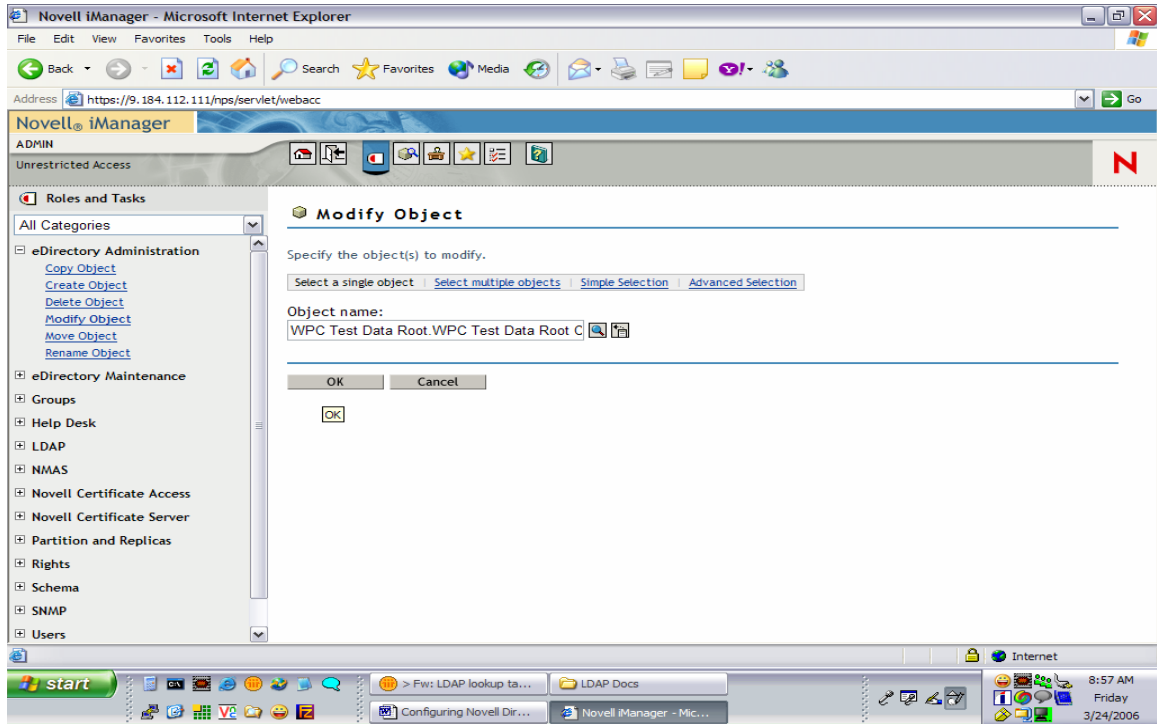 Novell iManager - Microsoft Internet Explorer
File Edit View Favorites Tools Help
Back Search Favorites Media
Address https://9.184.112.111/nps/servlet/webacc Go
Novell® iManager
ADMIN
Unrestricted Access
N
Roles and Tasks
All Categories
eDirectory Administration
Copy Object
Create Object
Delete Object
Modify Object
Move Object
Rename Object
eDirectory Maintenance
Groups
Help Desk
LDAP
NMAS
Novell Certificate Access
Novell Certificate Server
Partition and Replicas
Rights
Schema
SNMP
Users
Modify Object
Specify the object(s) to modify.
Select a single object | Select multiple objects | Simple Selection | Advanced Selection
Object name:
WPC Test Data Root.WPC Test Data Root C
OK Cancel
OK
Internet
start
> Fw: LDAP lookup ta...
LDAP Docs
Configuring Novell Dir...
Novell iManager - Mic...
8:57 AM
Friday
3/24/2006